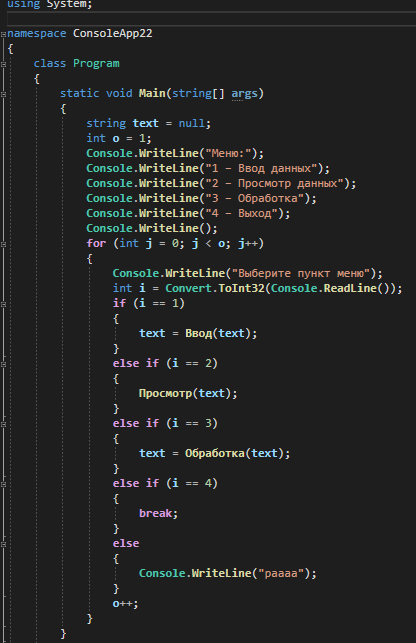 using System;
namespace ConsoleApp22
{
class Program
{
static void Main(string[] args)
{
string text = null;
int o = 1;
Console.WriteLine("Меню:");
Console.WriteLine("1 – Ввод данных");
Console.WriteLine("2 – Просмотр данных");
Console.WriteLine("3 – Обработка");
Console.WriteLine("4 – Выход");
Console.WriteLine();
for (int j = 0; j < o; j++)
{
Console.WriteLine("Выберите пункт меню");
int i = Convert.ToInt32(Console.ReadLine());
if (i == 1)
{
text = Ввод(text);
}
else if (i == 2)
{
Просмотр(text);
}
else if (i == 3)
{
text = Обработка(text);
}
else if (i == 4)
{
break;
}
else
{
Console.WriteLine("раааа");
}
o++;
}
}